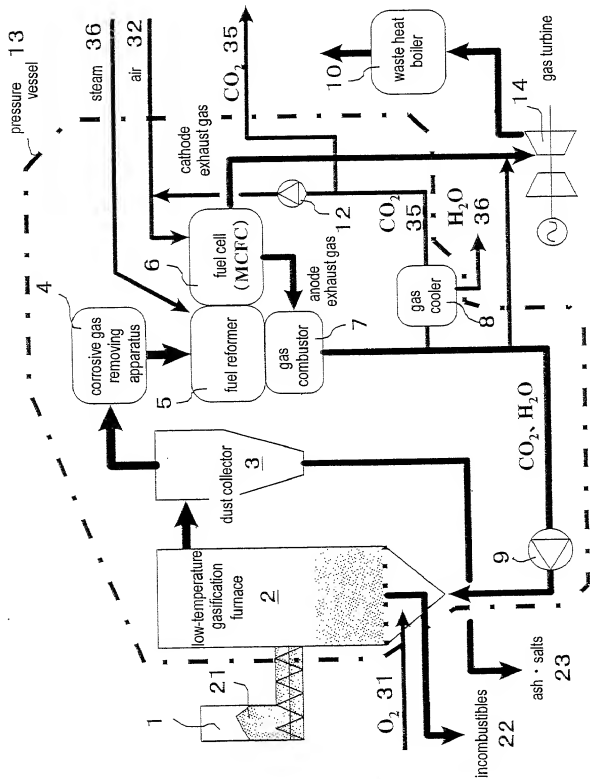 pressure
vessel
13
steam
36
air
32
CO₂
35
waste heat
boiler
10
gas turbine
14
cathode
exhaust gas
12
CO₂
35
H₂O
36
4
corrosive gas
removing
apparatus
6
fuel cell
(MCFC)
anode
exhaust gas
fuel reformer
5
gas
combustor
7
gas
cooler
8
dust collector
3
CO₂、H₂O
9
low-temperature
gasification
furnace
2
1
21
O₂
31
incombustibles
22
ash・salts
23